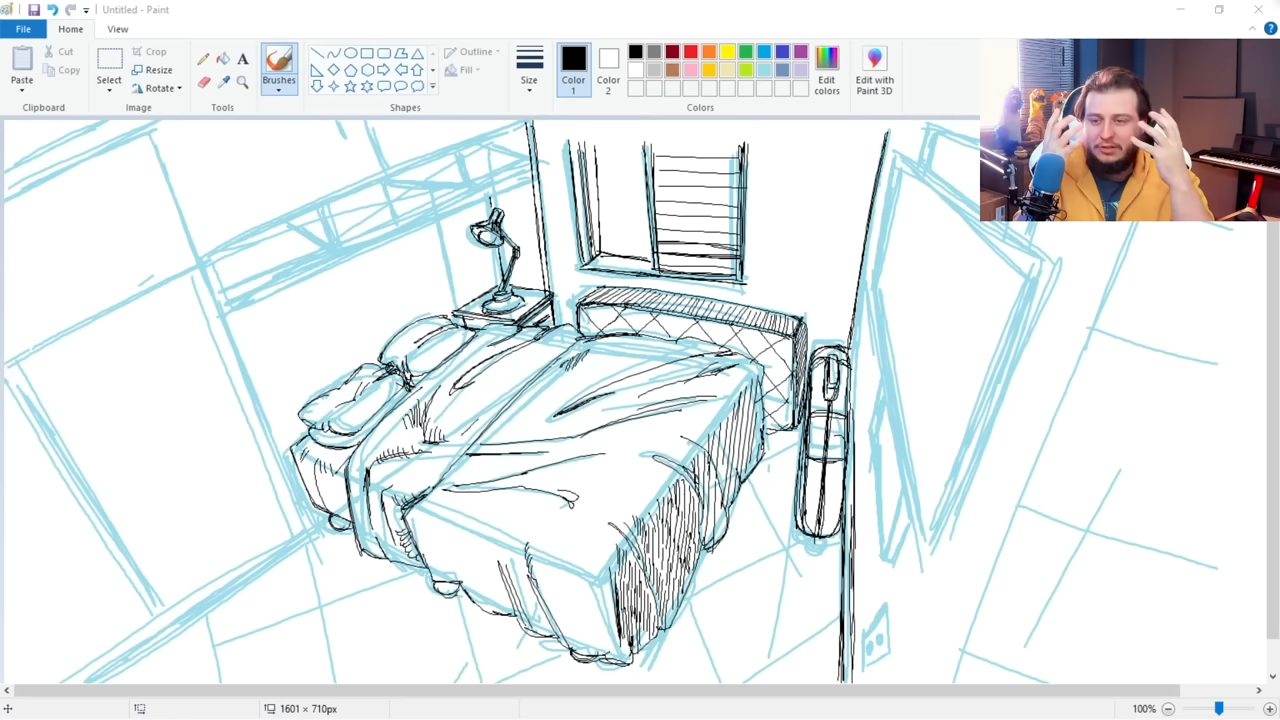 Untitled - Paint
File Home View
Paste
Cut
Copy
Clipboard
Select
Crop
Resize
Rotate
Image
A
Tools
Brushes
Outline
Fill
Shapes
Size
Color 1
Color 2
Edit colors
Colors
Edit with Paint 3D
1601 × 710px
100%